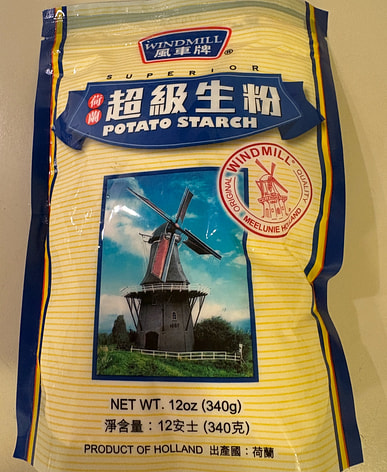 WINDMILL®
風車牌
SUPERIOR
荷蘭
超級生粉
POTATO STARCH
WINDMILL®
ORIGINAL QUALITY
MEELUNIE HOLLAND
NET WT. 12oz (340g)
淨含量：12安士 (340克)
PRODUCT OF HOLLAND 出產國：荷蘭